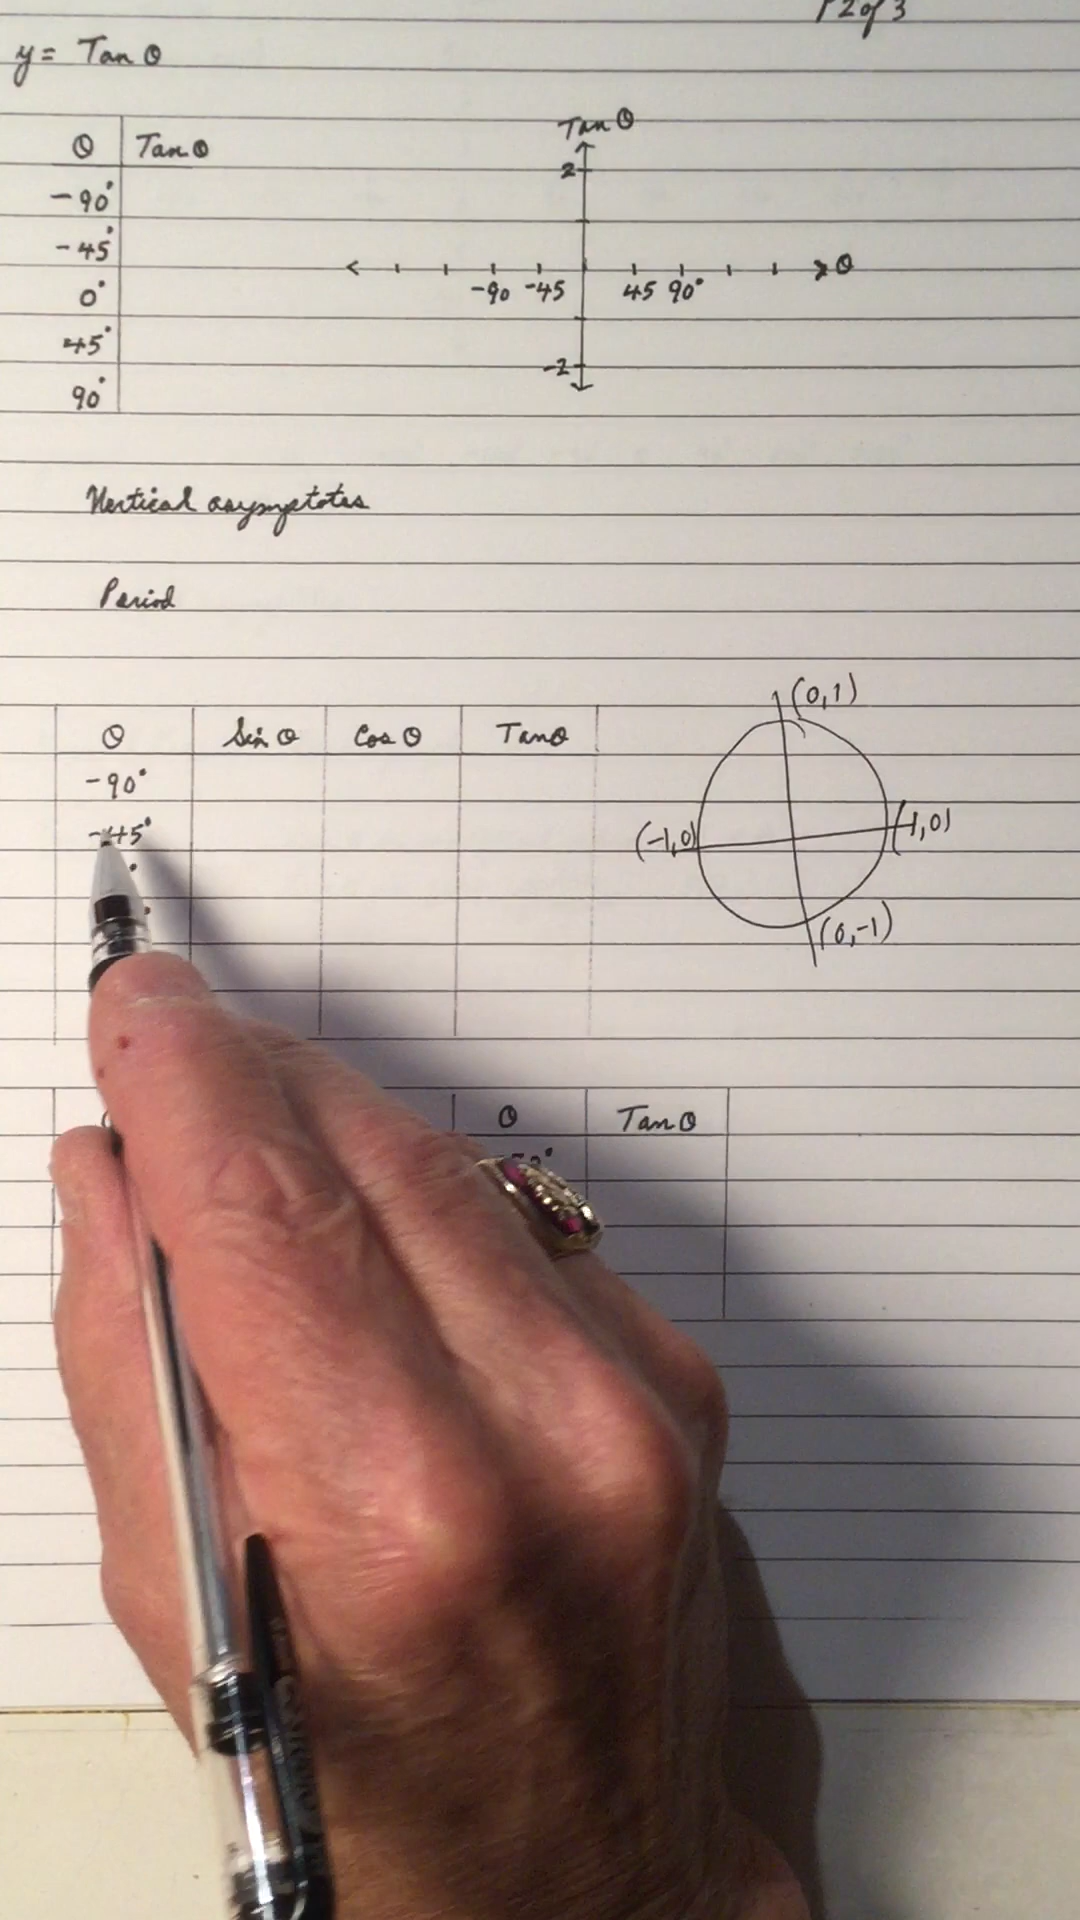 P2 of 3
y = Tan θ
θ Tan θ
-90°
-45°
0°
45°
90°
Tan θ
2
θ
-90 -45 45 90°
-2
Vertical asymptotes
Period
θ Sin θ Cos θ Tan θ
-90°
-45°
(0,1)
(-1,0) (1,0)
(0,-1)
θ Tan θ